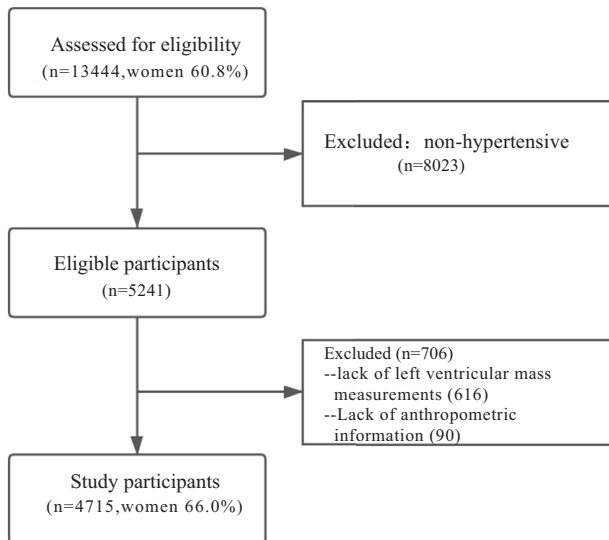 Assessed for eligibility
(n=13444,women 60.8%)
Excluded：non-hypertensive
(n=8023)
Eligible participants
(n=5241)
Excluded (n=706)
--lack of left ventricular mass
measurements (616)
--Lack of anthropometric
information (90)
Study participants
(n=4715,women 66.0%)